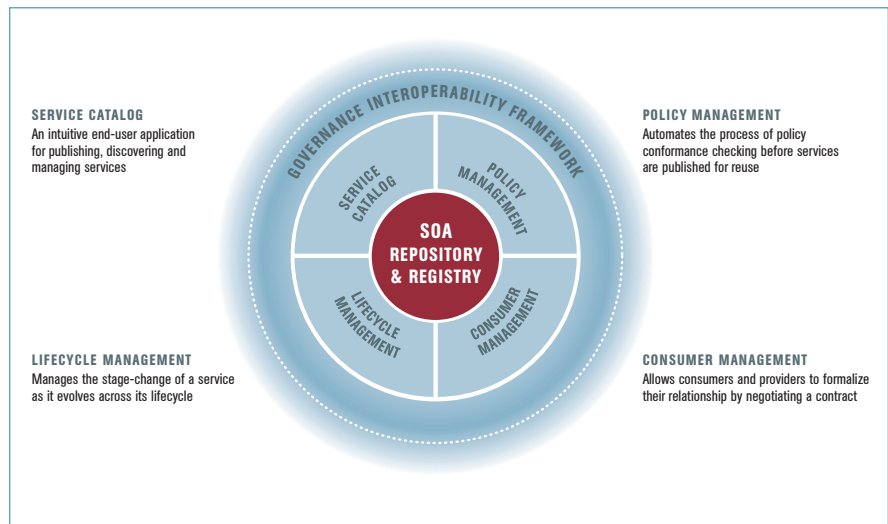 GOVERNANCE INTEROPERABILITY FRAMEWORK
SERVICE CATALOG
An intuitive end-user application
for publishing, discovering and
managing services
POLICY MANAGEMENT
Automates the process of policy
conformance checking before services
are published for reuse
SERVICE
CATALOG
POLICY
MANAGEMENT
SOA
REPOSITORY
& REGISTRY
LIFECYCLE
MANAGEMENT
CONSUMER
MANAGEMENT
LIFECYCLE MANAGEMENT
Manages the stage-change of a service
as it evolves across its lifecycle
CONSUMER MANAGEMENT
Allows consumers and providers to formalize
their relationship by negotiating a contract